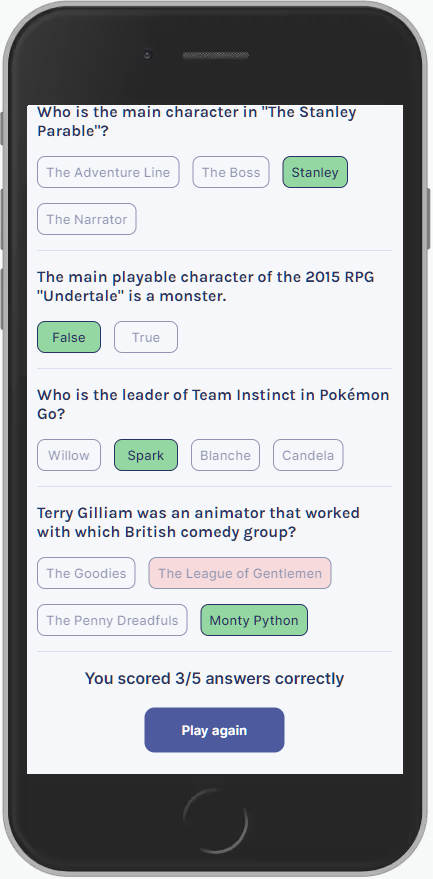 Who is the main character in "The Stanley
Parable"?
The Adventure Line
The Boss
Stanley
The Narrator
The main playable character of the 2015 RPG
"Undertale" is a monster.
False
True
Who is the leader of Team Instinct in Pokémon
Go?
Willow
Spark
Blanche
Candela
Terry Gilliam was an animator that worked
with which British comedy group?
The Goodies
The League of Gentlemen
The Penny Dreadfuls
Monty Python
You scored 3/5 answers correctly
Play again